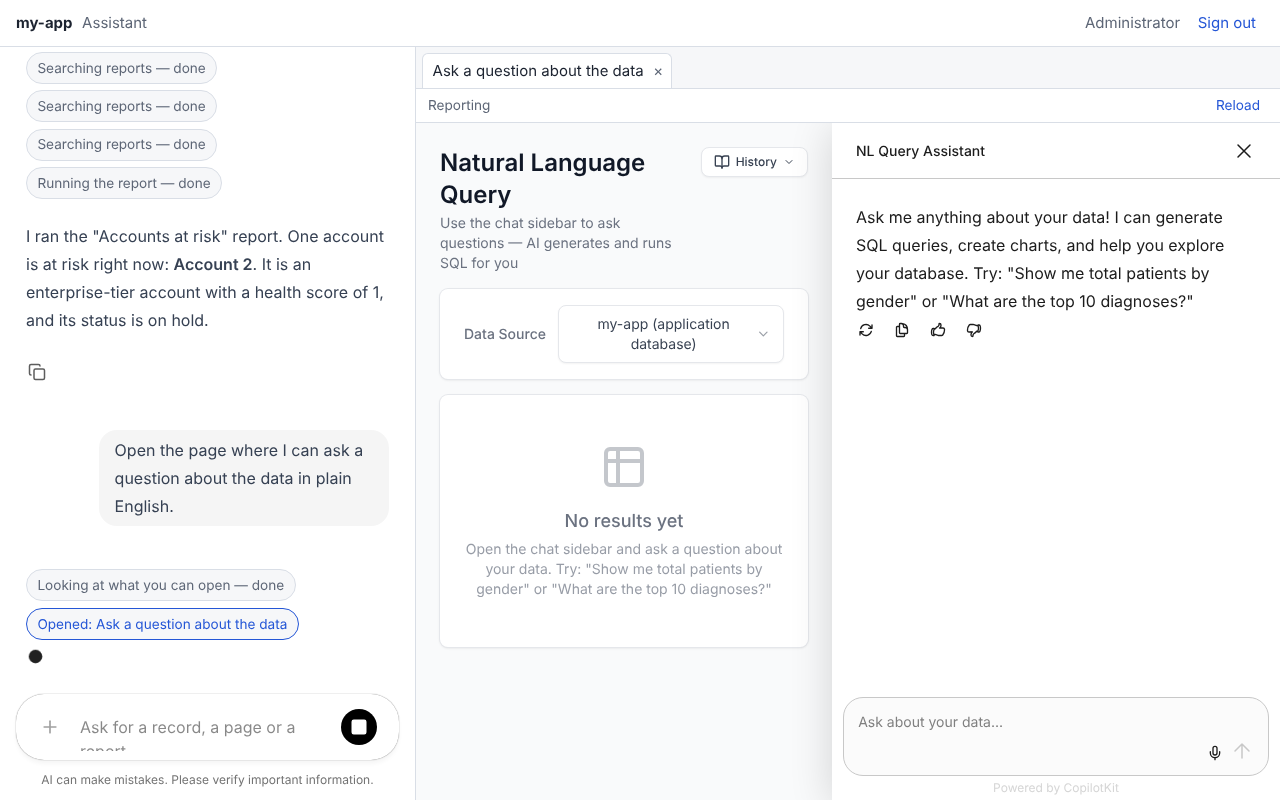 my-app Assistant
Administrator Sign out
Searching reports — done
Searching reports — done
Searching reports — done
Running the report — done
I ran the "Accounts at risk" report. One account
is at risk right now: Account 2. It is an
enterprise-tier account with a health score of 1,
and its status is on hold.
Open the page where I can ask a
question about the data in plain
English.
Looking at what you can open — done
Opened: Ask a question about the data
Ask for a record, a page or a
report
AI can make mistakes. Please verify important information.
Ask a question about the data ×
Reporting
Reload
Natural Language
Query
History
Use the chat sidebar to ask
questions — AI generates and runs
SQL for you
Data Source
my-app (application
database)
No results yet
Open the chat sidebar and ask a question about
your data. Try: "Show me total patients by
gender" or "What are the top 10 diagnoses?"
NL Query Assistant
Ask me anything about your data! I can generate
SQL queries, create charts, and help you explore
your database. Try: "Show me total patients by
gender" or "What are the top 10 diagnoses?"
Ask about your data...
Powered by CopilotKit